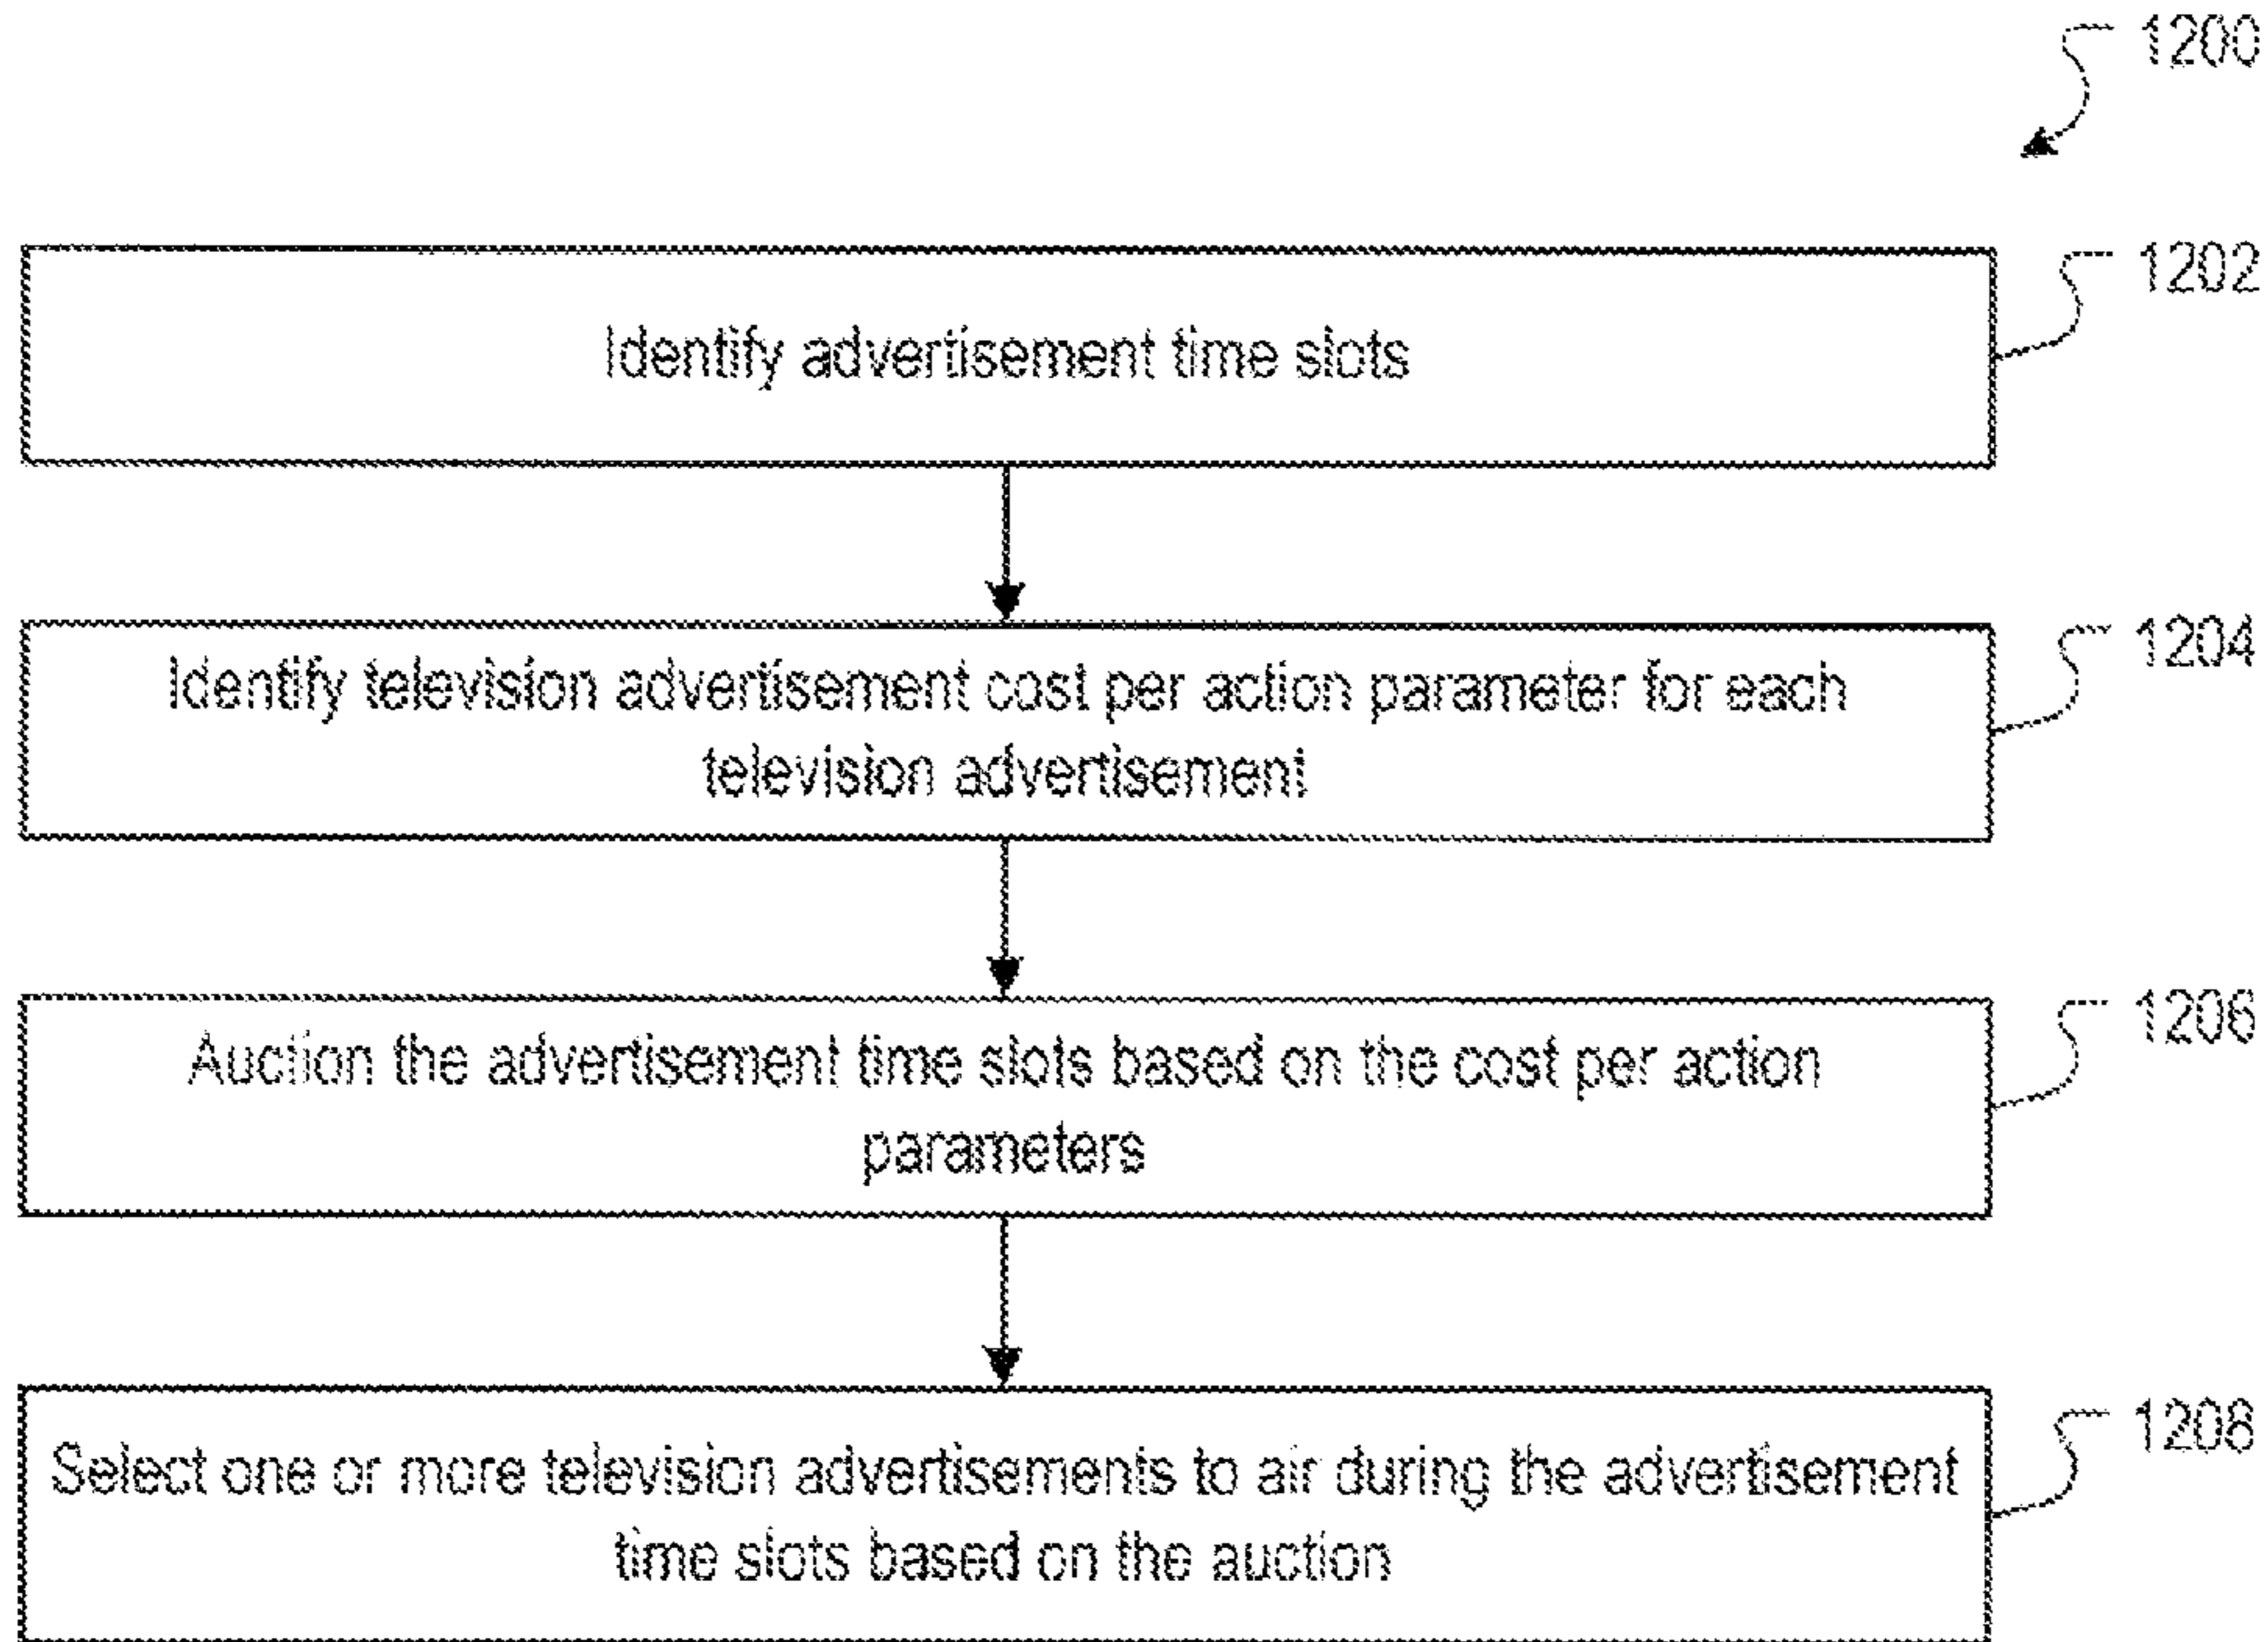 1200
1202
Identify advertisement time slots
1204
Identify television advertisement cost per action parameter for each
television advertisement
1206
Auction the advertisement time slots based on the cost per action
parameters
1208
Select one or more television advertisements to air during the advertisement
time slots based on the auction